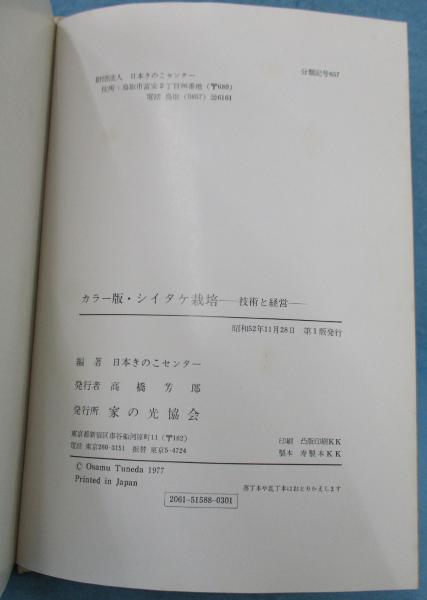 財団法人　日本きのこセンター
分類記号657
住所：鳥取市富安2丁目96番地（〒680）
電話　鳥取（0857）㉒6161
カラー版・シイタケ栽培──技術と経営──
昭和52年11月28日　第1版発行
編　著　日本きのこセンター
発行者　高　橋　芳　郎
発行所　家の光協会
東京都新宿区市谷船河原町11（〒162）
電話　東京260-3151　振替　東京5-4724
印刷　凸版印刷KK
製本　寿製本KK
© Osamu Tuneda 1977
Printed in Japan
2061-51588-0301
落丁本や乱丁本はおとりかえします